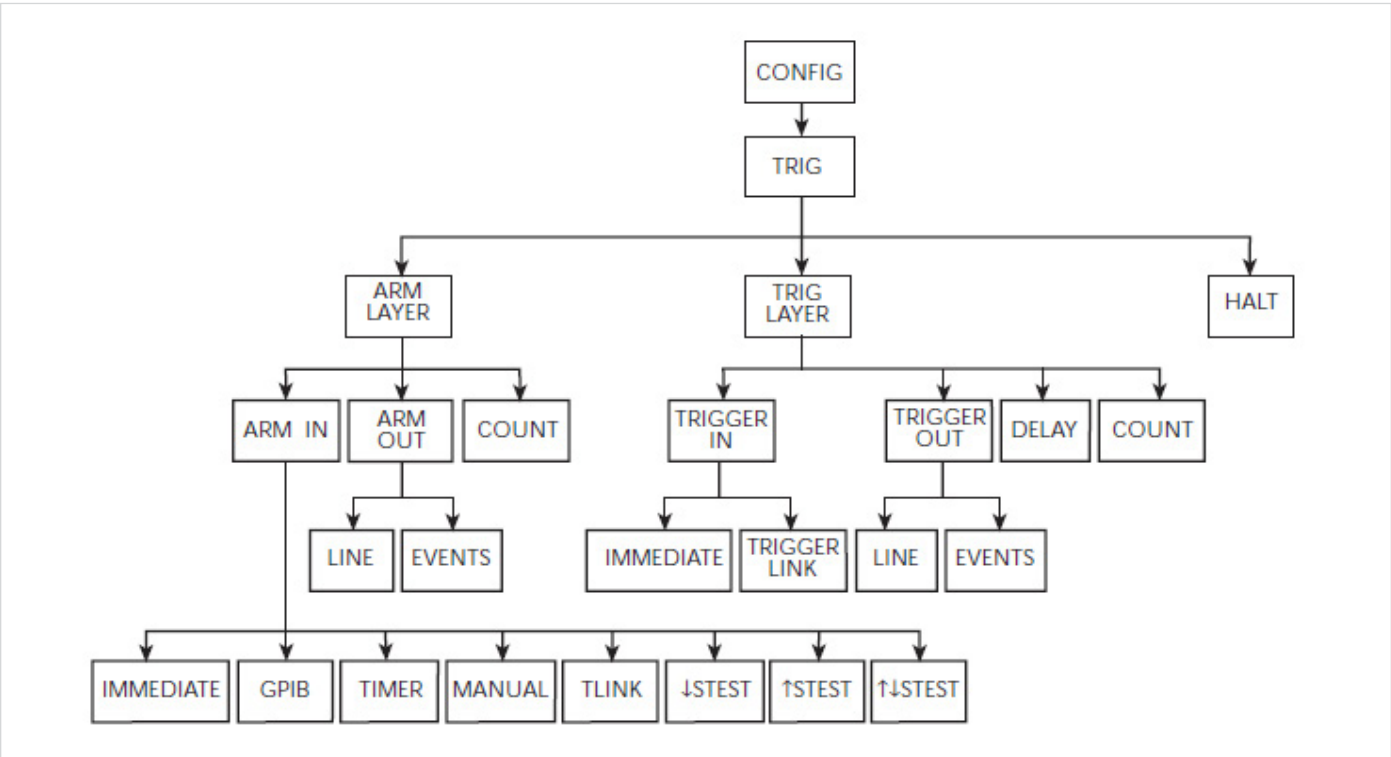 CONFIG
TRIG
ARM
LAYER
TRIG
LAYER
HALT
ARM IN
ARM
OUT
COUNT
TRIGGER
IN
TRIGGER
OUT
DELAY
COUNT
LINE
EVENTS
IMMEDIATE
TRIGGER
LINK
LINE
EVENTS
IMMEDIATE
GPIB
TIMER
MANUAL
TLINK
↓STEST
↑STEST
↑↓STEST